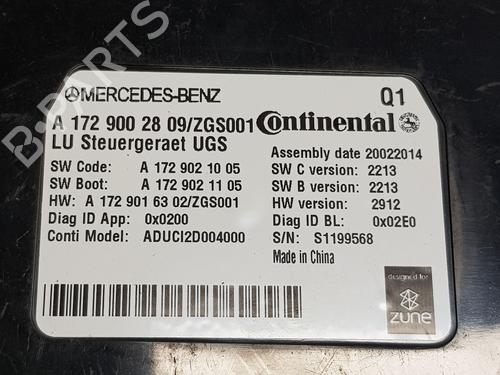 MERCEDES-BENZ
Q1
A 172 900 28 09/ZGS001
Continental
LU Steuergeraet UGS
Assembly date 20022014
SW Code: A 172 902 10 05
SW C version: 2213
SW Boot: A 172 902 11 05
SW B version: 2213
HW: A 172 901 63 02/ZGS001
HW version: 2912
Diag ID App: 0x0200
Diag ID BL: 0x02E0
Conti Model: ADUCI2D004000
S/N: S1199568
Made in China
designed for
zune
B-PARTS